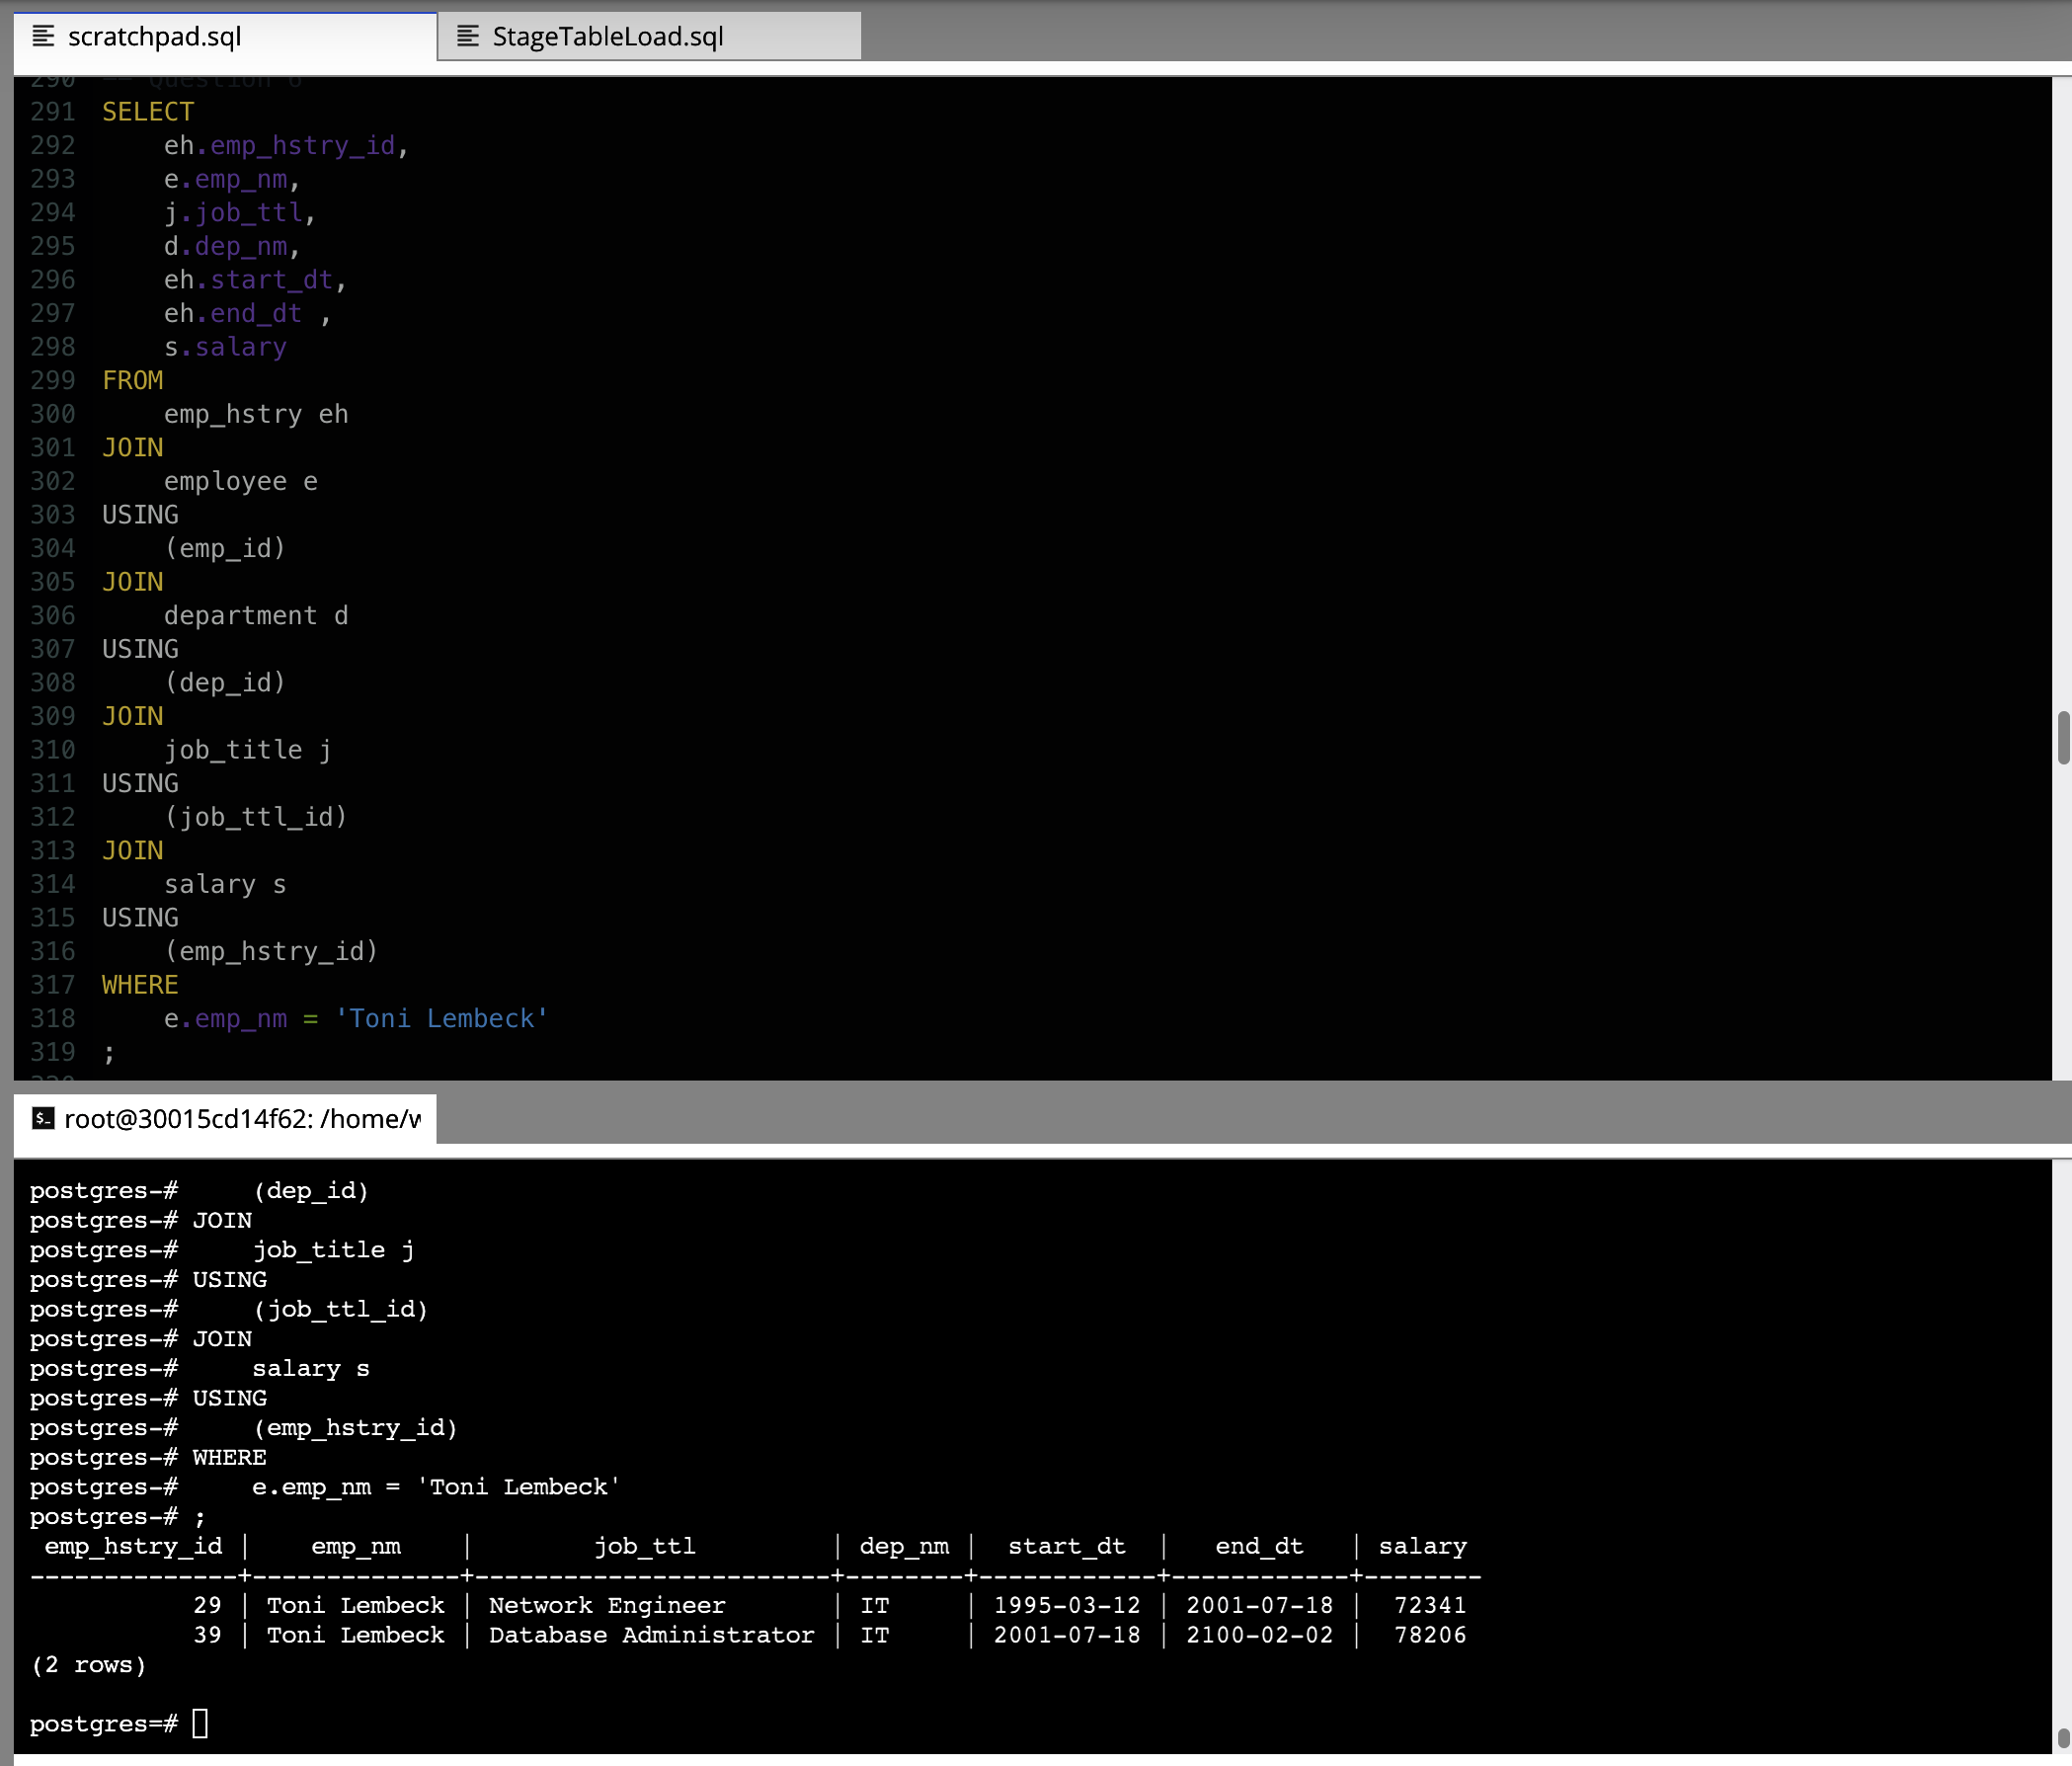 scratchpad.sql
StageTableLoad.sql
290 -- Question 6
291 SELECT
292     eh.emp_hstry_id,
293     e.emp_nm,
294     j.job_ttl,
295     d.dep_nm,
296     eh.start_dt,
297     eh.end_dt ,
298     s.salary
299 FROM
300     emp_hstry eh
301 JOIN
302     employee e
303 USING
304     (emp_id)
305 JOIN
306     department d
307 USING
308     (dep_id)
309 JOIN
310     job_title j
311 USING
312     (job_ttl_id)
313 JOIN
314     salary s
315 USING
316     (emp_hstry_id)
317 WHERE
318     e.emp_nm = 'Toni Lembeck'
319 ;
320
root@30015cd14f62: /home/w
postgres-#     (dep_id)
postgres-# JOIN
postgres-#     job_title j
postgres-# USING
postgres-#     (job_ttl_id)
postgres-# JOIN
postgres-#     salary s
postgres-# USING
postgres-#     (emp_hstry_id)
postgres-# WHERE
postgres-#     e.emp_nm = 'Toni Lembeck'
postgres-# ;
 emp_hstry_id |    emp_nm    |        job_ttl         | dep_nm |  start_dt  |   end_dt   | salary
--------------+--------------+------------------------+--------+------------+------------+--------
           29 | Toni Lembeck | Network Engineer       | IT     | 1995-03-12 | 2001-07-18 |  72341
           39 | Toni Lembeck | Database Administrator | IT     | 2001-07-18 | 2100-02-02 |  78206
(2 rows)
postgres=#